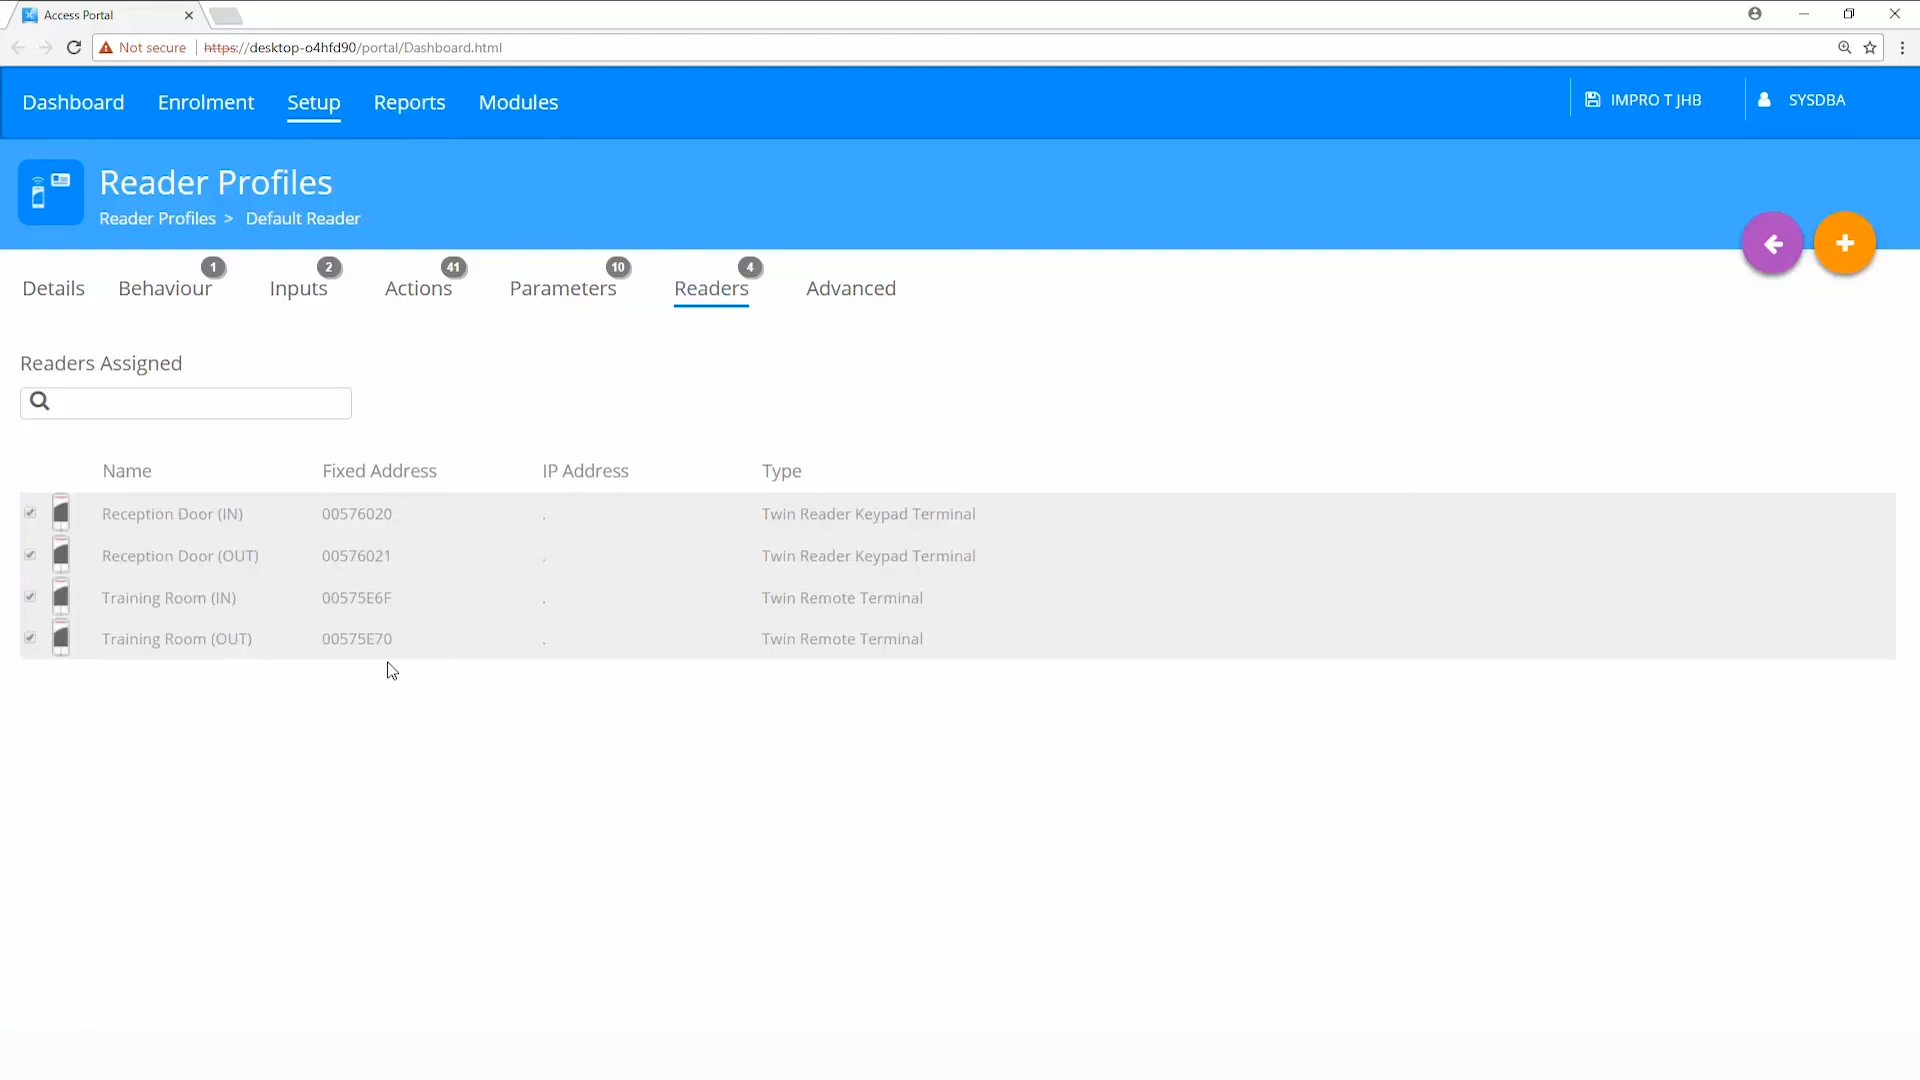 Access Portal
Not secure https://desktop-o4hfd90/portal/Dashboard.html
Dashboard Enrolment Setup Reports Modules IMPRO T JHB SYSDBA
Reader Profiles
Reader Profiles > Default Reader
Details Behaviour 1 Inputs 2 Actions 41 Parameters 10 Readers 4 Advanced
Readers Assigned
Name Fixed Address IP Address Type
Reception Door (IN) 00576020 . Twin Reader Keypad Terminal
Reception Door (OUT) 00576021 . Twin Reader Keypad Terminal
Training Room (IN) 00575E6F . Twin Remote Terminal
Training Room (OUT) 00575E70 . Twin Remote Terminal